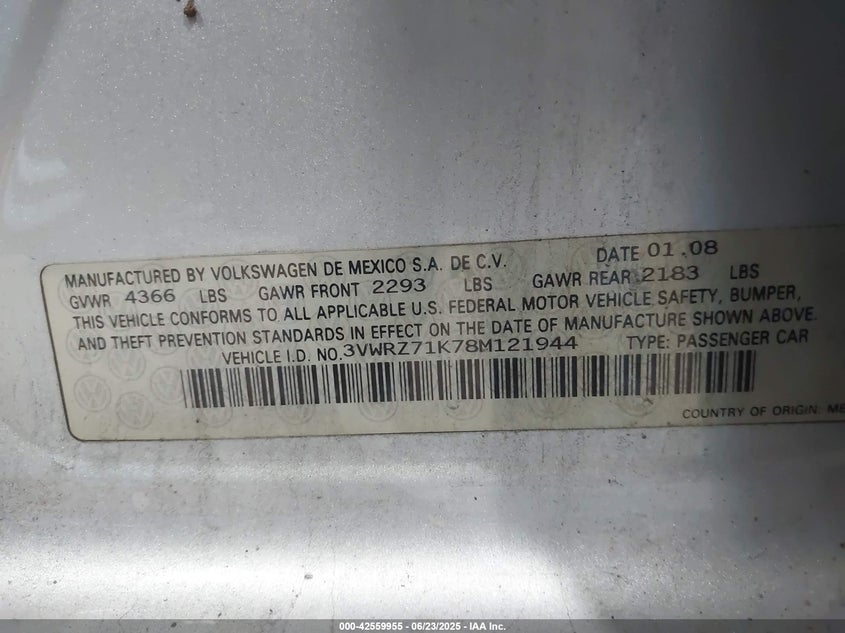 MANUFACTURED BY VOLKSWAGEN DE MEXICO S.A. DE C.V. DATE 01.08
GVWR 4366 LBS GAWR FRONT 2293 LBS GAWR REAR 2183 LBS
THIS VEHICLE CONFORMS TO ALL APPLICABLE U.S. FEDERAL MOTOR VEHICLE SAFETY, BUMPER,
AND THEFT PREVENTION STANDARDS IN EFFECT ON THE DATE OF MANUFACTURE SHOWN ABOVE.
VEHICLE I.D. NO. 3VWRZ71K78M121944 TYPE: PASSENGER CAR
COUNTRY OF ORIGIN:
000-42559955 - 06/23/2025 - IAA Inc.